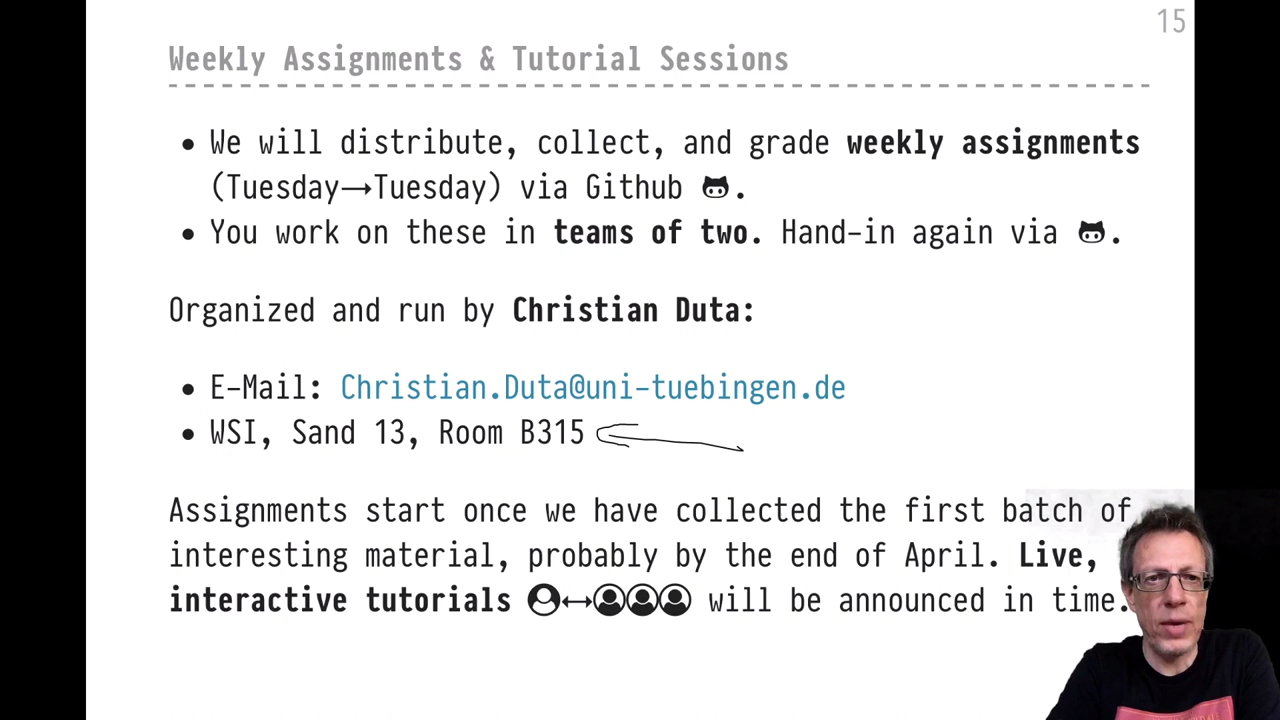 15
Weekly Assignments & Tutorial Sessions
• We will distribute, collect, and grade weekly assignments
(Tuesday→Tuesday) via Github.
• You work on these in teams of two. Hand-in again via.
Organized and run by Christian Duta:
• E-Mail: Christian.Duta@uni-tuebingen.de
• WSI, Sand 13, Room B315
Assignments start once we have collected the first batch of
interesting material, probably by the end of April. Live,
interactive tutorials ↔ will be announced in time.